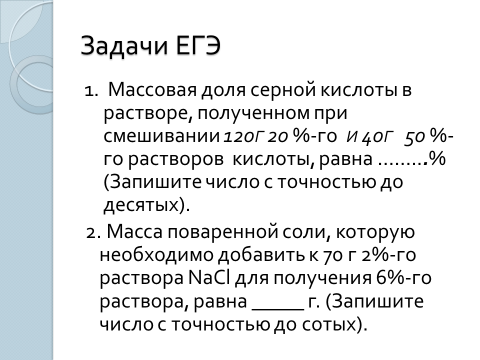 Задачи ЕГЭ
1. Массовая доля серной кислоты в
растворе, полученном при
смешивании 120г 20 %-го и 40г 50 %-
го растворов кислоты, равна ……...%
(Запишите число с точностью до
десятых).
2. Масса поваренной соли, которую
необходимо добавить к 70 г 2%-го
раствора NaCl для получения 6%-го
раствора, равна _____ г. (Запишите
число с точностью до сотых).